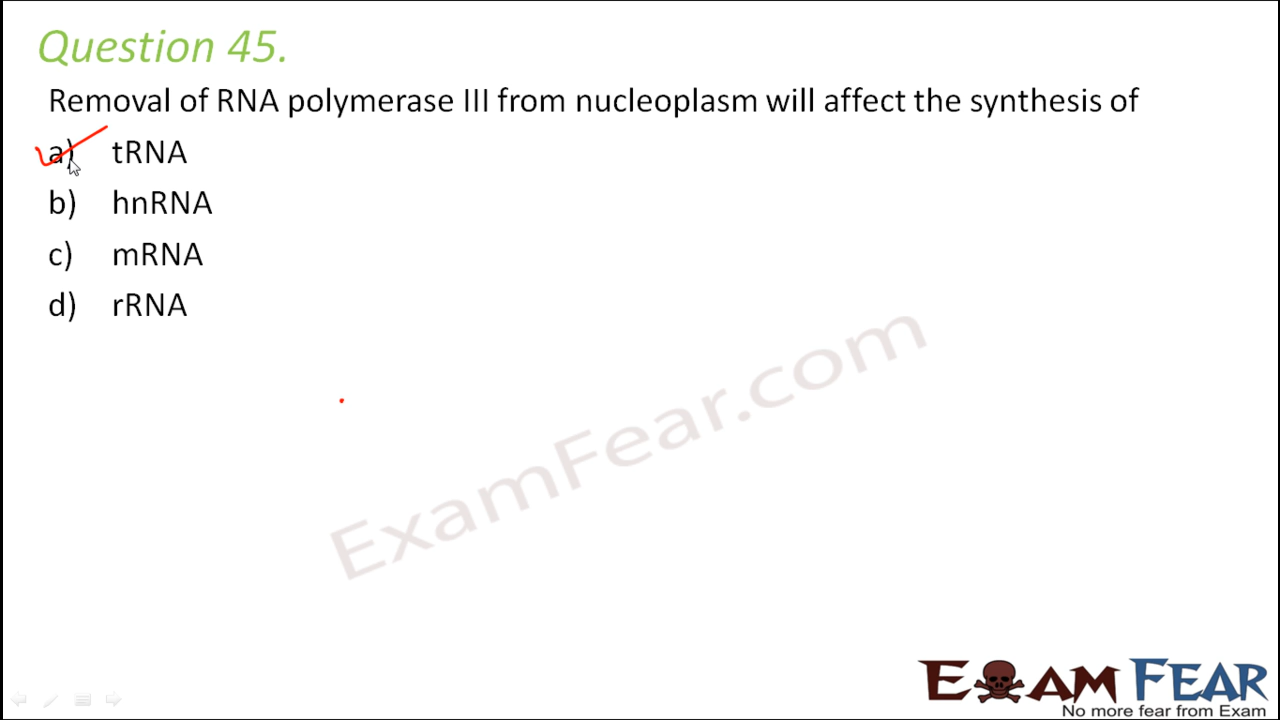 Question 45.
Removal of RNA polymerase III from nucleoplasm will affect the synthesis of
a) tRNA
b) hnRNA
c) mRNA
d) rRNA
ExamFear.com
EXAM FEAR
No more fear from Exam